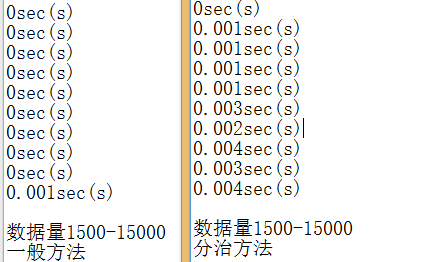 0sec(s)
0sec(s)
0sec(s)
0sec(s)
0sec(s)
0sec(s)
0sec(s)
0sec(s)
0sec(s)
0.001sec(s)
数据量1500-15000
一般方法
0sec(s)
0.001sec(s)
0.001sec(s)
0.001sec(s)
0.001sec(s)
0.003sec(s)
0.002sec(s)
0.004sec(s)
0.003sec(s)
0.004sec(s)
数据量1500-15000
分治方法